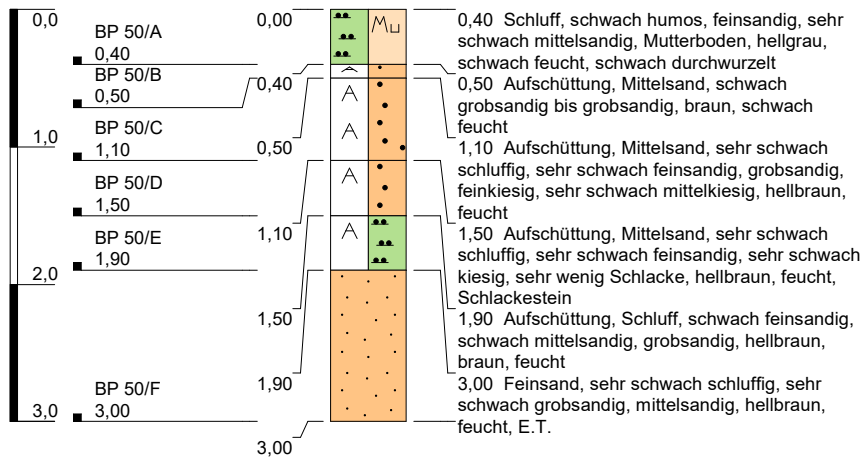 0,0
1,0
2,0
3,0
BP 50/A
0,40
BP 50/B
0,50
BP 50/C
1,10
BP 50/D
1,50
BP 50/E
1,90
BP 50/F
3,00
0,00
0,40
0,50
1,10
1,50
1,90
3,00
Mu
A
A
A
A
A
0,40 Schluff, schwach humos, feinsandig, sehr
schwach mittelsandig, Mutterboden, hellgrau,
schwach feucht, schwach durchwurzelt
0,50 Aufschüttung, Mittelsand, schwach
grobsandig bis grobsandig, braun, schwach
feucht
1,10 Aufschüttung, Mittelsand, sehr schwach
schluffig, sehr schwach feinsandig, grobsandig,
feinkiesig, sehr schwach mittelkiesig, hellbraun,
feucht
1,50 Aufschüttung, Mittelsand, sehr schwach
schluffig, sehr schwach feinsandig, sehr schwach
kiesig, sehr wenig Schlacke, hellbraun, feucht,
Schlackestein
1,90 Aufschüttung, Schluff, schwach feinsandig,
schwach mittelsandig, grobsandig, hellbraun,
braun, feucht
3,00 Feinsand, sehr schwach schluffig, sehr
schwach grobsandig, mittelsandig, hellbraun,
feucht, E.T.